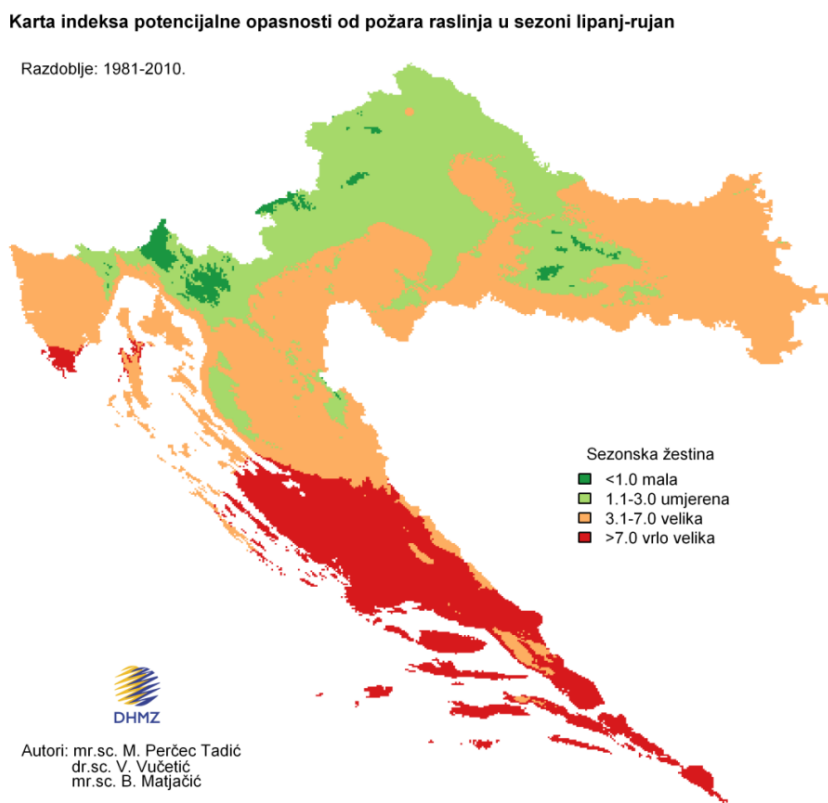 Karta indeksa potencijalne opasnosti od požara raslinja u sezoni lipanj-rujan
Razdoblje: 1981-2010.
Sezonska žestina
<1.0 mala
1.1-3.0 umjerena
3.1-7.0 velika
>7.0 vrlo velika
DHMZ
Autori: mr.sc. M. Perčec Tadić
dr.sc. V. Vučetić
mr.sc. B. Matjačić